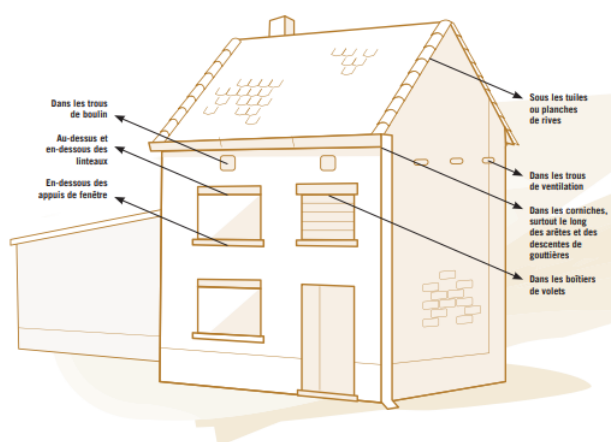 Dans les trous
de boulin
Au-dessus et
en-dessous des
linteaux
En-dessous des
appuis de fenêtre
Sous les tuiles
ou planches
de rives
Dans les trous
de ventilation
Dans les corniches,
surtout le long
des arêtes et des
descentes de
gouttières
Dans les boîtiers
de volets